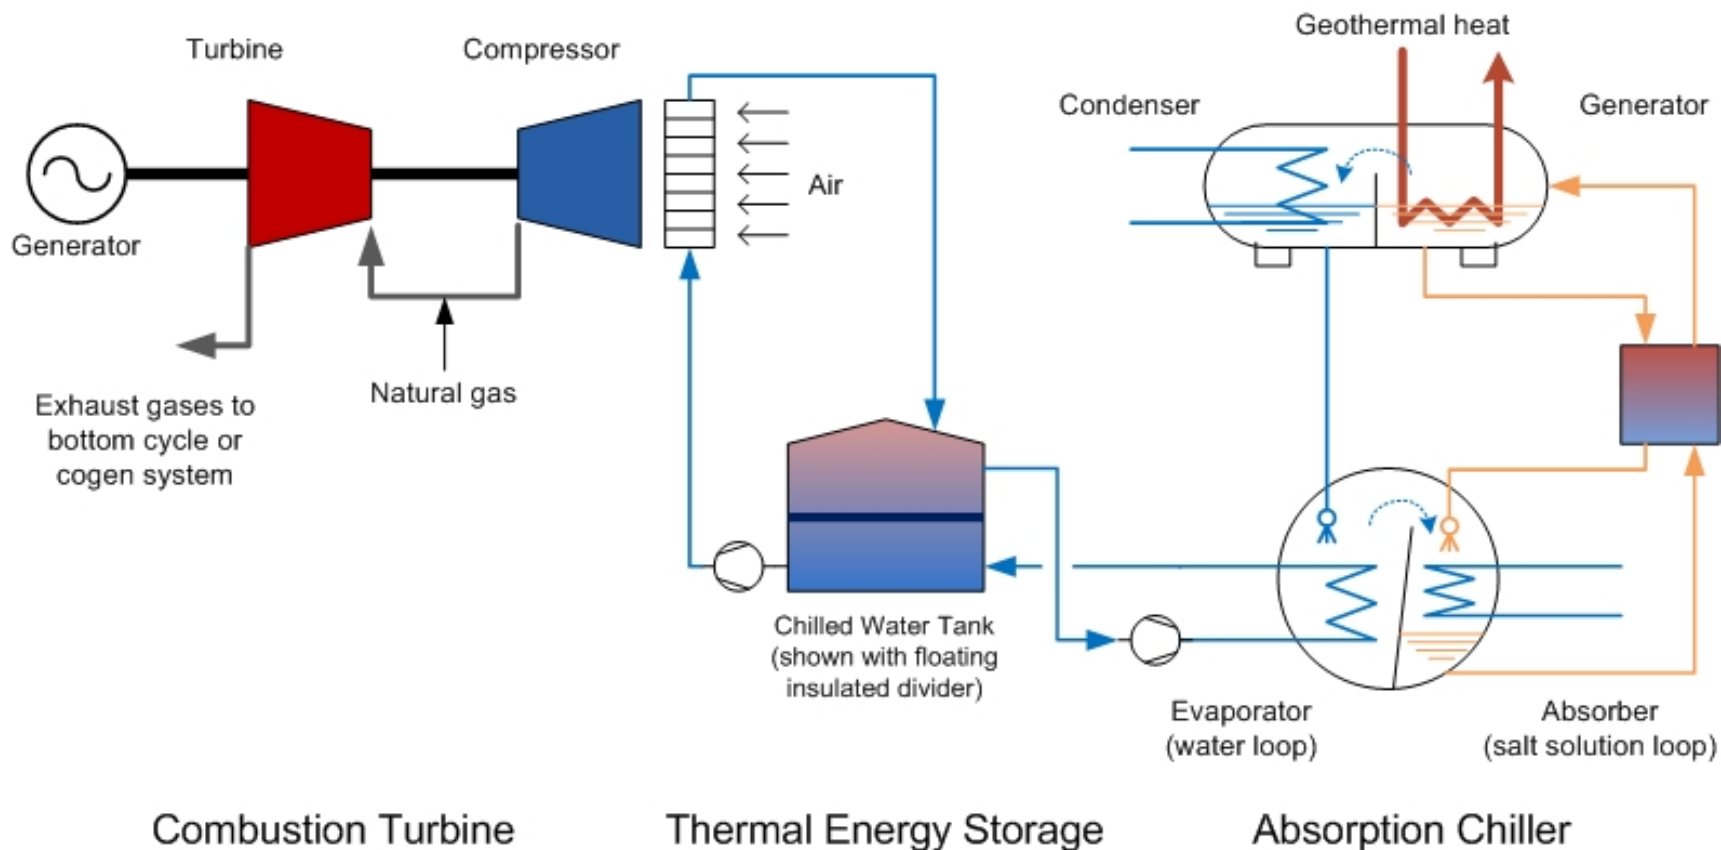 Geothermal heat
Turbine
Compressor
Condenser
Generator
Air
Generator
Natural gas
Exhaust gases to
bottom cycle or
cogen system
Chilled Water Tank
(shown with floating
insulated divider)
Evaporator
(water loop)
Absorber
(salt solution loop)
Combustion Turbine
Thermal Energy Storage
Absorption Chiller